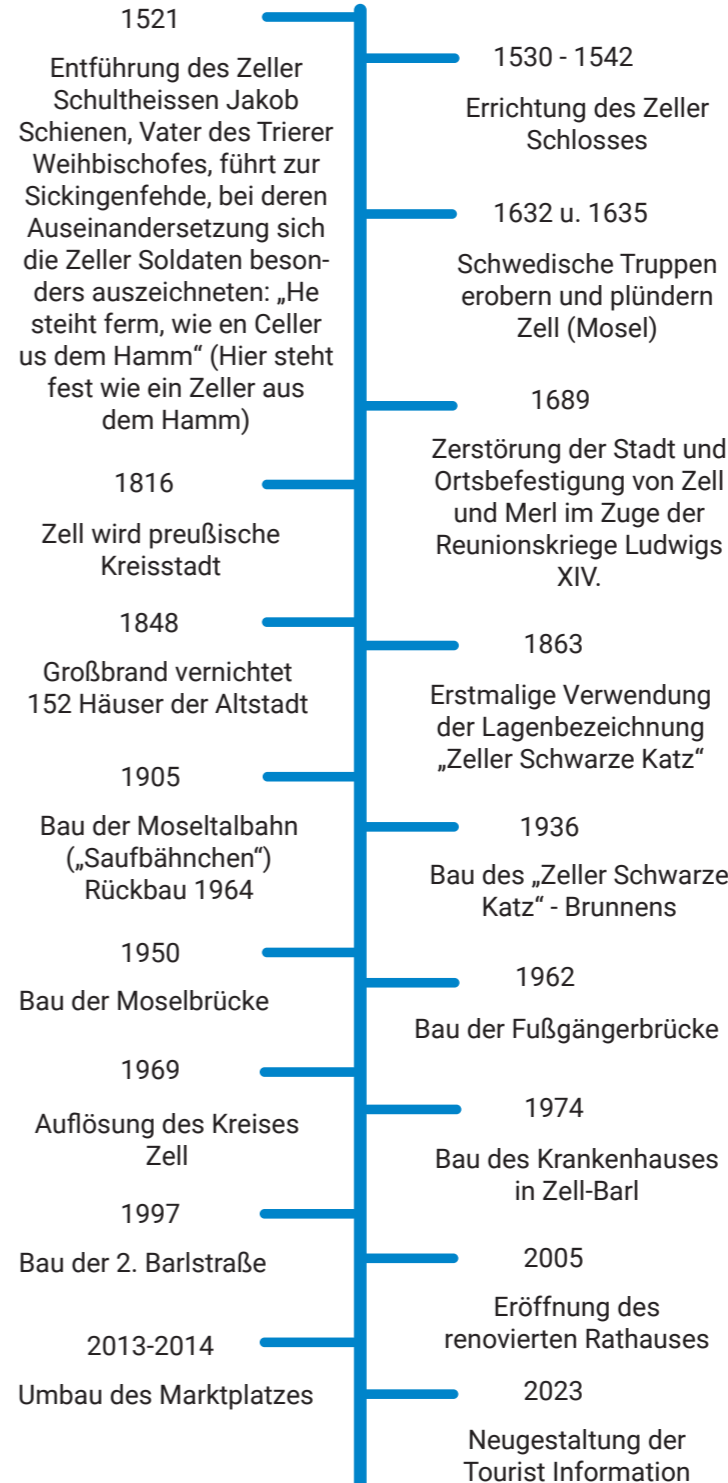 1521
Entführung des Zeller
Schultheissen Jakob
Schienen, Vater des Trierer
Weihbischofes, führt zur
Sickingenfehde, bei deren
Auseinandersetzung sich
die Zeller Soldaten beson-
ders auszeichneten: „He
steiht ferm, wie en Celler
us dem Hamm“ (Hier steht
fest wie ein Zeller aus
dem Hamm)
1530 - 1542
Errichtung des Zeller
Schlosses
1632 u. 1635
Schwedische Truppen
erobern und plündern
Zell (Mosel)
1689
Zerstörung der Stadt und
Ortsbefestigung von Zell
und Merl im Zuge der
Reunionskriege Ludwigs
XIV.
1816
Zell wird preußische
Kreisstadt
1848
Großbrand vernichtet
152 Häuser der Altstadt
1863
Erstmalige Verwendung
der Lagenbezeichnung
„Zeller Schwarze Katz“
1905
Bau der Moseltalbahn
(„Saufbähnchen“)
Rückbau 1964
1936
Bau des „Zeller Schwarze
Katz“ - Brunnens
1950
Bau der Moselbrücke
1962
Bau der Fußgängerbrücke
1969
Auflösung des Kreises
Zell
1974
Bau des Krankenhauses
in Zell-Barl
1997
Bau der 2. Barlstraße
2005
Eröffnung des
renovierten Rathauses
2013-2014
Umbau des Marktplatzes
2023
Neugestaltung der
Tourist Information